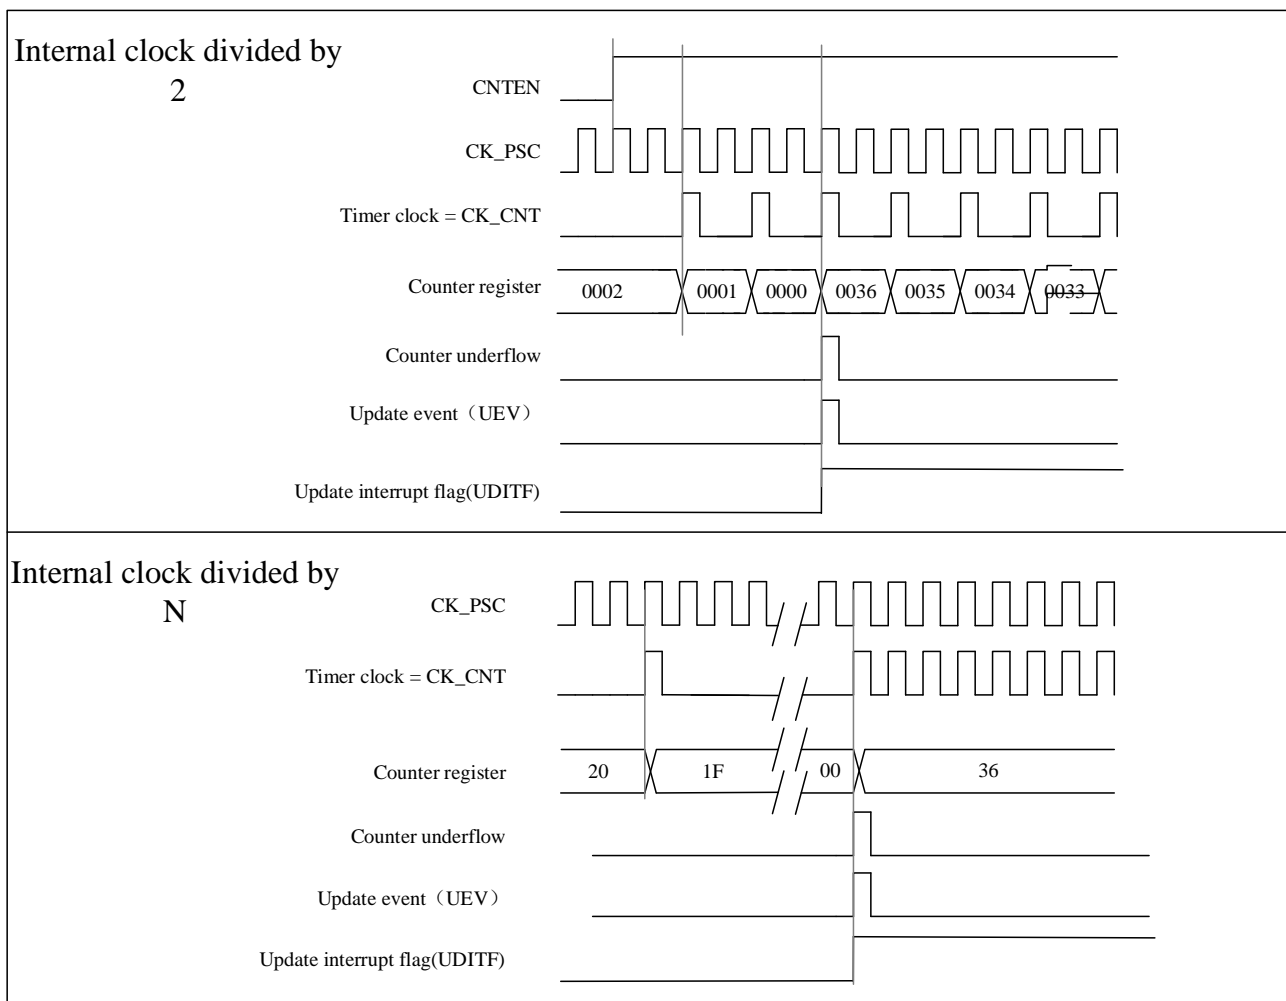 Internal clock divided by
2
CNTEN
CK_PSC
Timer clock = CK_CNT
Counter register 0002 0001 0000 0036 0035 0034 0033
Counter underflow
Update event（UEV）
Update interrupt flag(UDITF)
Internal clock divided by
N
CK_PSC
Timer clock = CK_CNT
Counter register 20 1F 00 36
Counter underflow
Update event（UEV）
Update interrupt flag(UDITF)